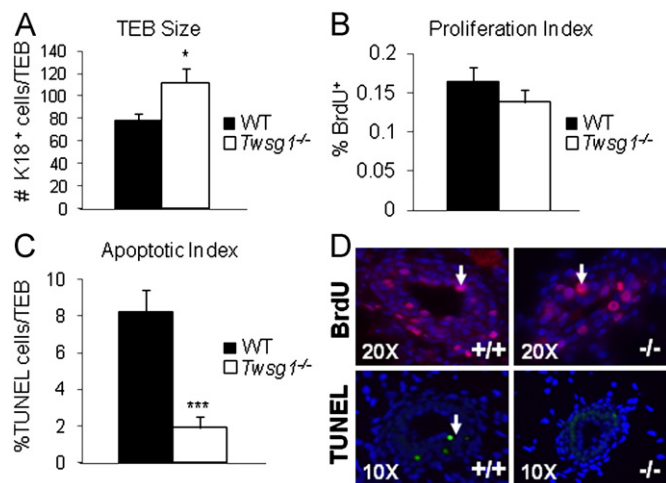 A
TEB Size
# K18+ cells/TEB
140
120
100
80
60
40
20
0
*
WT
Twsg1-/-
B
Proliferation Index
% BrdU+
0.2
0.15
0.1
0.05
0
WT
Twsg1-/-
C
Apoptotic Index
%TUNEL cells/TEB
10
8
6
4
2
0
***
WT
Twsg1-/-
D
BrdU
20X
+/+
20X
-/-
TUNEL
10X
+/+
10X
-/-